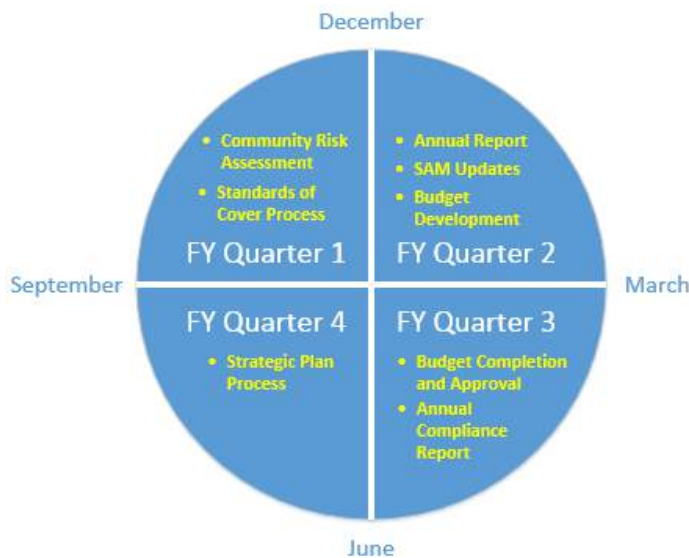 December
• Community Risk
Assessment
• Standards of
Cover Process
FY Quarter 1
• Annual Report
• SAM Updates
• Budget
Development
FY Quarter 2
September
March
FY Quarter 4
• Strategic Plan
Process
FY Quarter 3
• Budget Completion
and Approval
• Annual
Compliance
Report
June